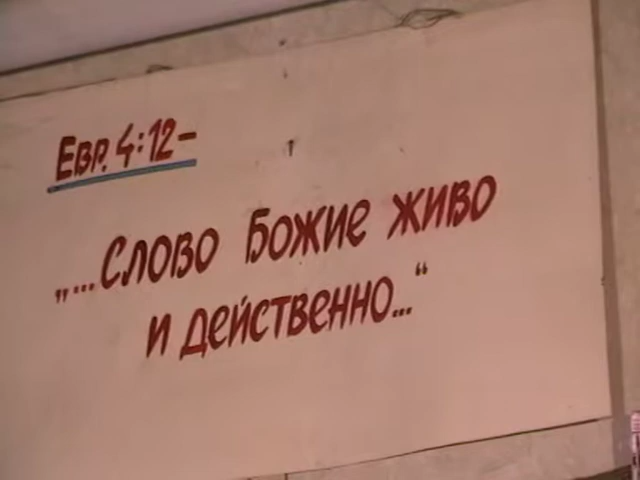 Евр. 4:12–
„...Слово Божие живо
и действенно...“